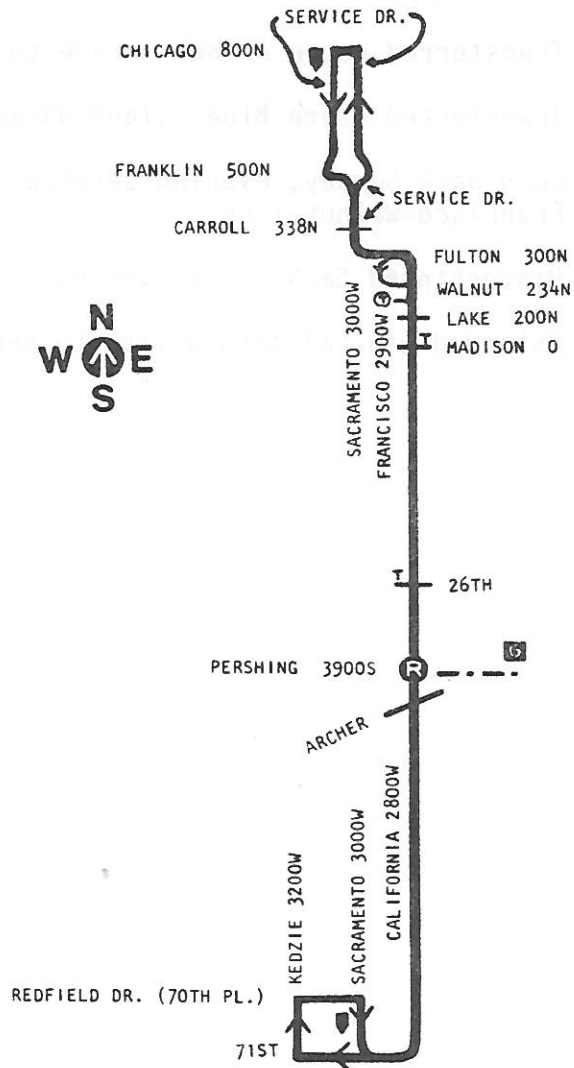 SERVICE DR.
CHICAGO 800N
FRANKLIN 500N
SERVICE DR.
CARROLL 338N
FULTON 300N
WALNUT 234N
LAKE 200N
MADISON 0
SACRAMENTO 3000W
FRANCISCO 2900W
T
T
N
W E
S
T
26TH
G
PERSHING 3900S
R
ARCHER
CALIFORNIA 2800W
KEDZIE 3200W
SACRAMENTO 3000W
REDFIELD DR. (70TH PL.)
71ST